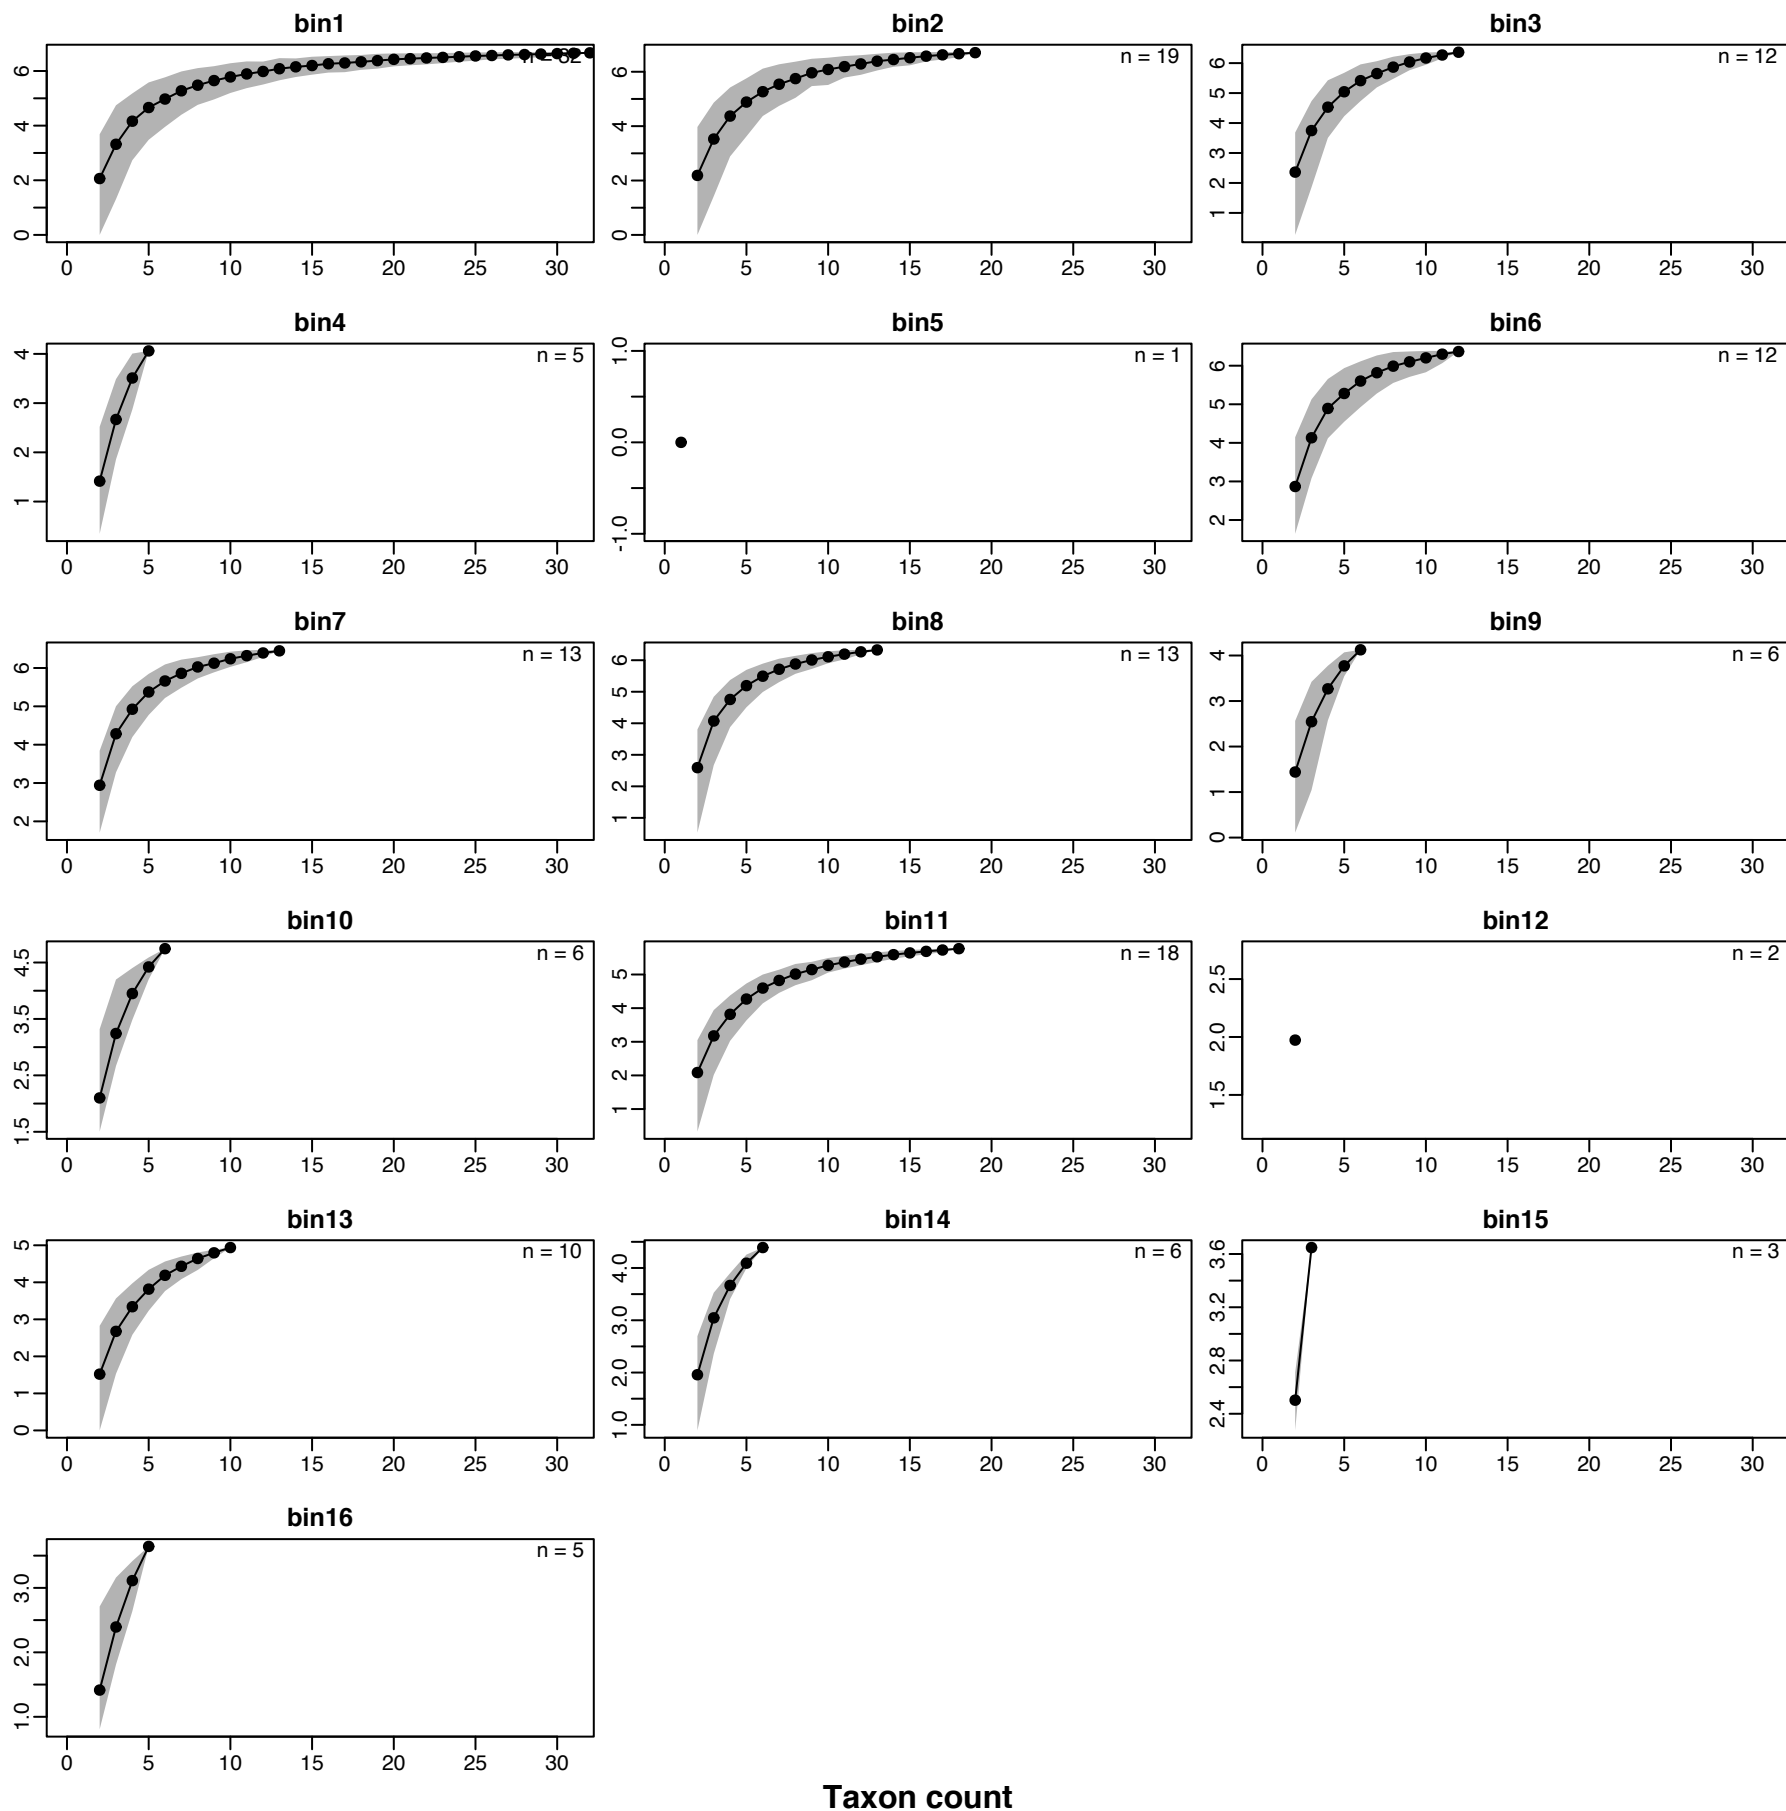 bin1 bin2 bin3
n = 32 n = 19 n = 12
0 2 4 6
0 2 4 6
1 2 3 4 5 6
0 5 10 15 20 25 30 0 5 10 15 20 25 30 0 5 10 15 20 25 30
bin4 bin5 bin6
n = 5 n = 1 n = 12
1 2 3 4
-1.0 0.0 1.0
2 3 4 5 6
0 5 10 15 20 25 30 0 5 10 15 20 25 30 0 5 10 15 20 25 30
bin7 bin8 bin9
n = 13 n = 13 n = 6
2 3 4 5 6
1 2 3 4 5 6
0 1 2 3 4
0 5 10 15 20 25 30 0 5 10 15 20 25 30 0 5 10 15 20 25 30
bin10 bin11 bin12
n = 6 n = 18 n = 2
1.5 2.5 3.5 4.5
1 2 3 4 5
1.5 2.0 2.5
0 5 10 15 20 25 30 0 5 10 15 20 25 30 0 5 10 15 20 25 30
bin13 bin14 bin15
n = 10 n = 6 n = 3
0 1 2 3 4 5
1.0 2.0 3.0 4.0
2.4 2.8 3.2 3.6
0 5 10 15 20 25 30 0 5 10 15 20 25 30 0 5 10 15 20 25 30
bin16
n = 5
1.0 2.0 3.0
0 5 10 15 20 25 30
Taxon count